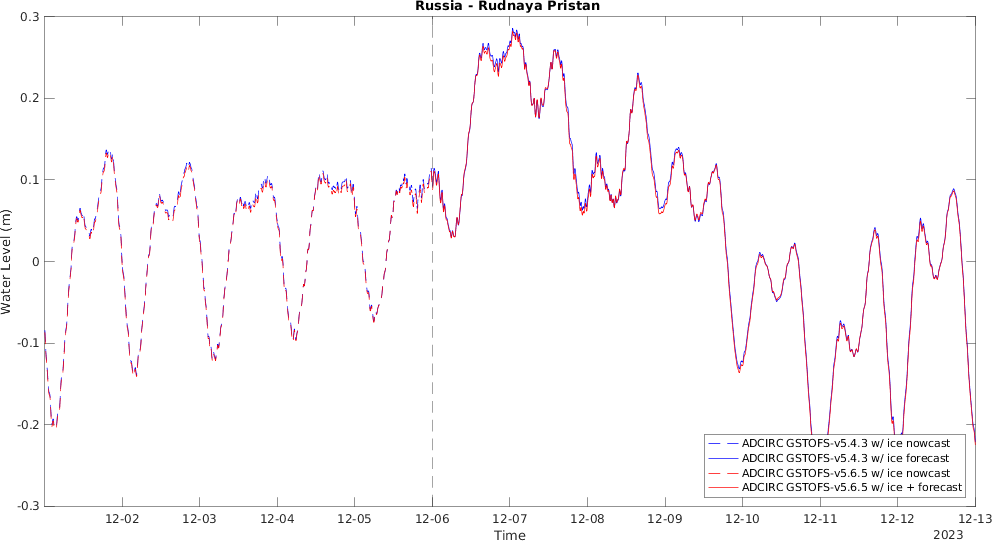 Russia - Rudnaya Pristan
0.3
0.2
0.1
0
-0.1
-0.2
-0.3
Water Level (m)
ADCIRC GSTOFS-v5.4.3 w/ ice nowcast
ADCIRC GSTOFS-v5.4.3 w/ ice forecast
ADCIRC GSTOFS-v5.6.5 w/ ice nowcast
ADCIRC GSTOFS-v5.6.5 w/ ice + forecast
12-02 12-03 12-04 12-05 12-06 12-07 12-08 12-09 12-10 12-11 12-12 12-13
Time
2023